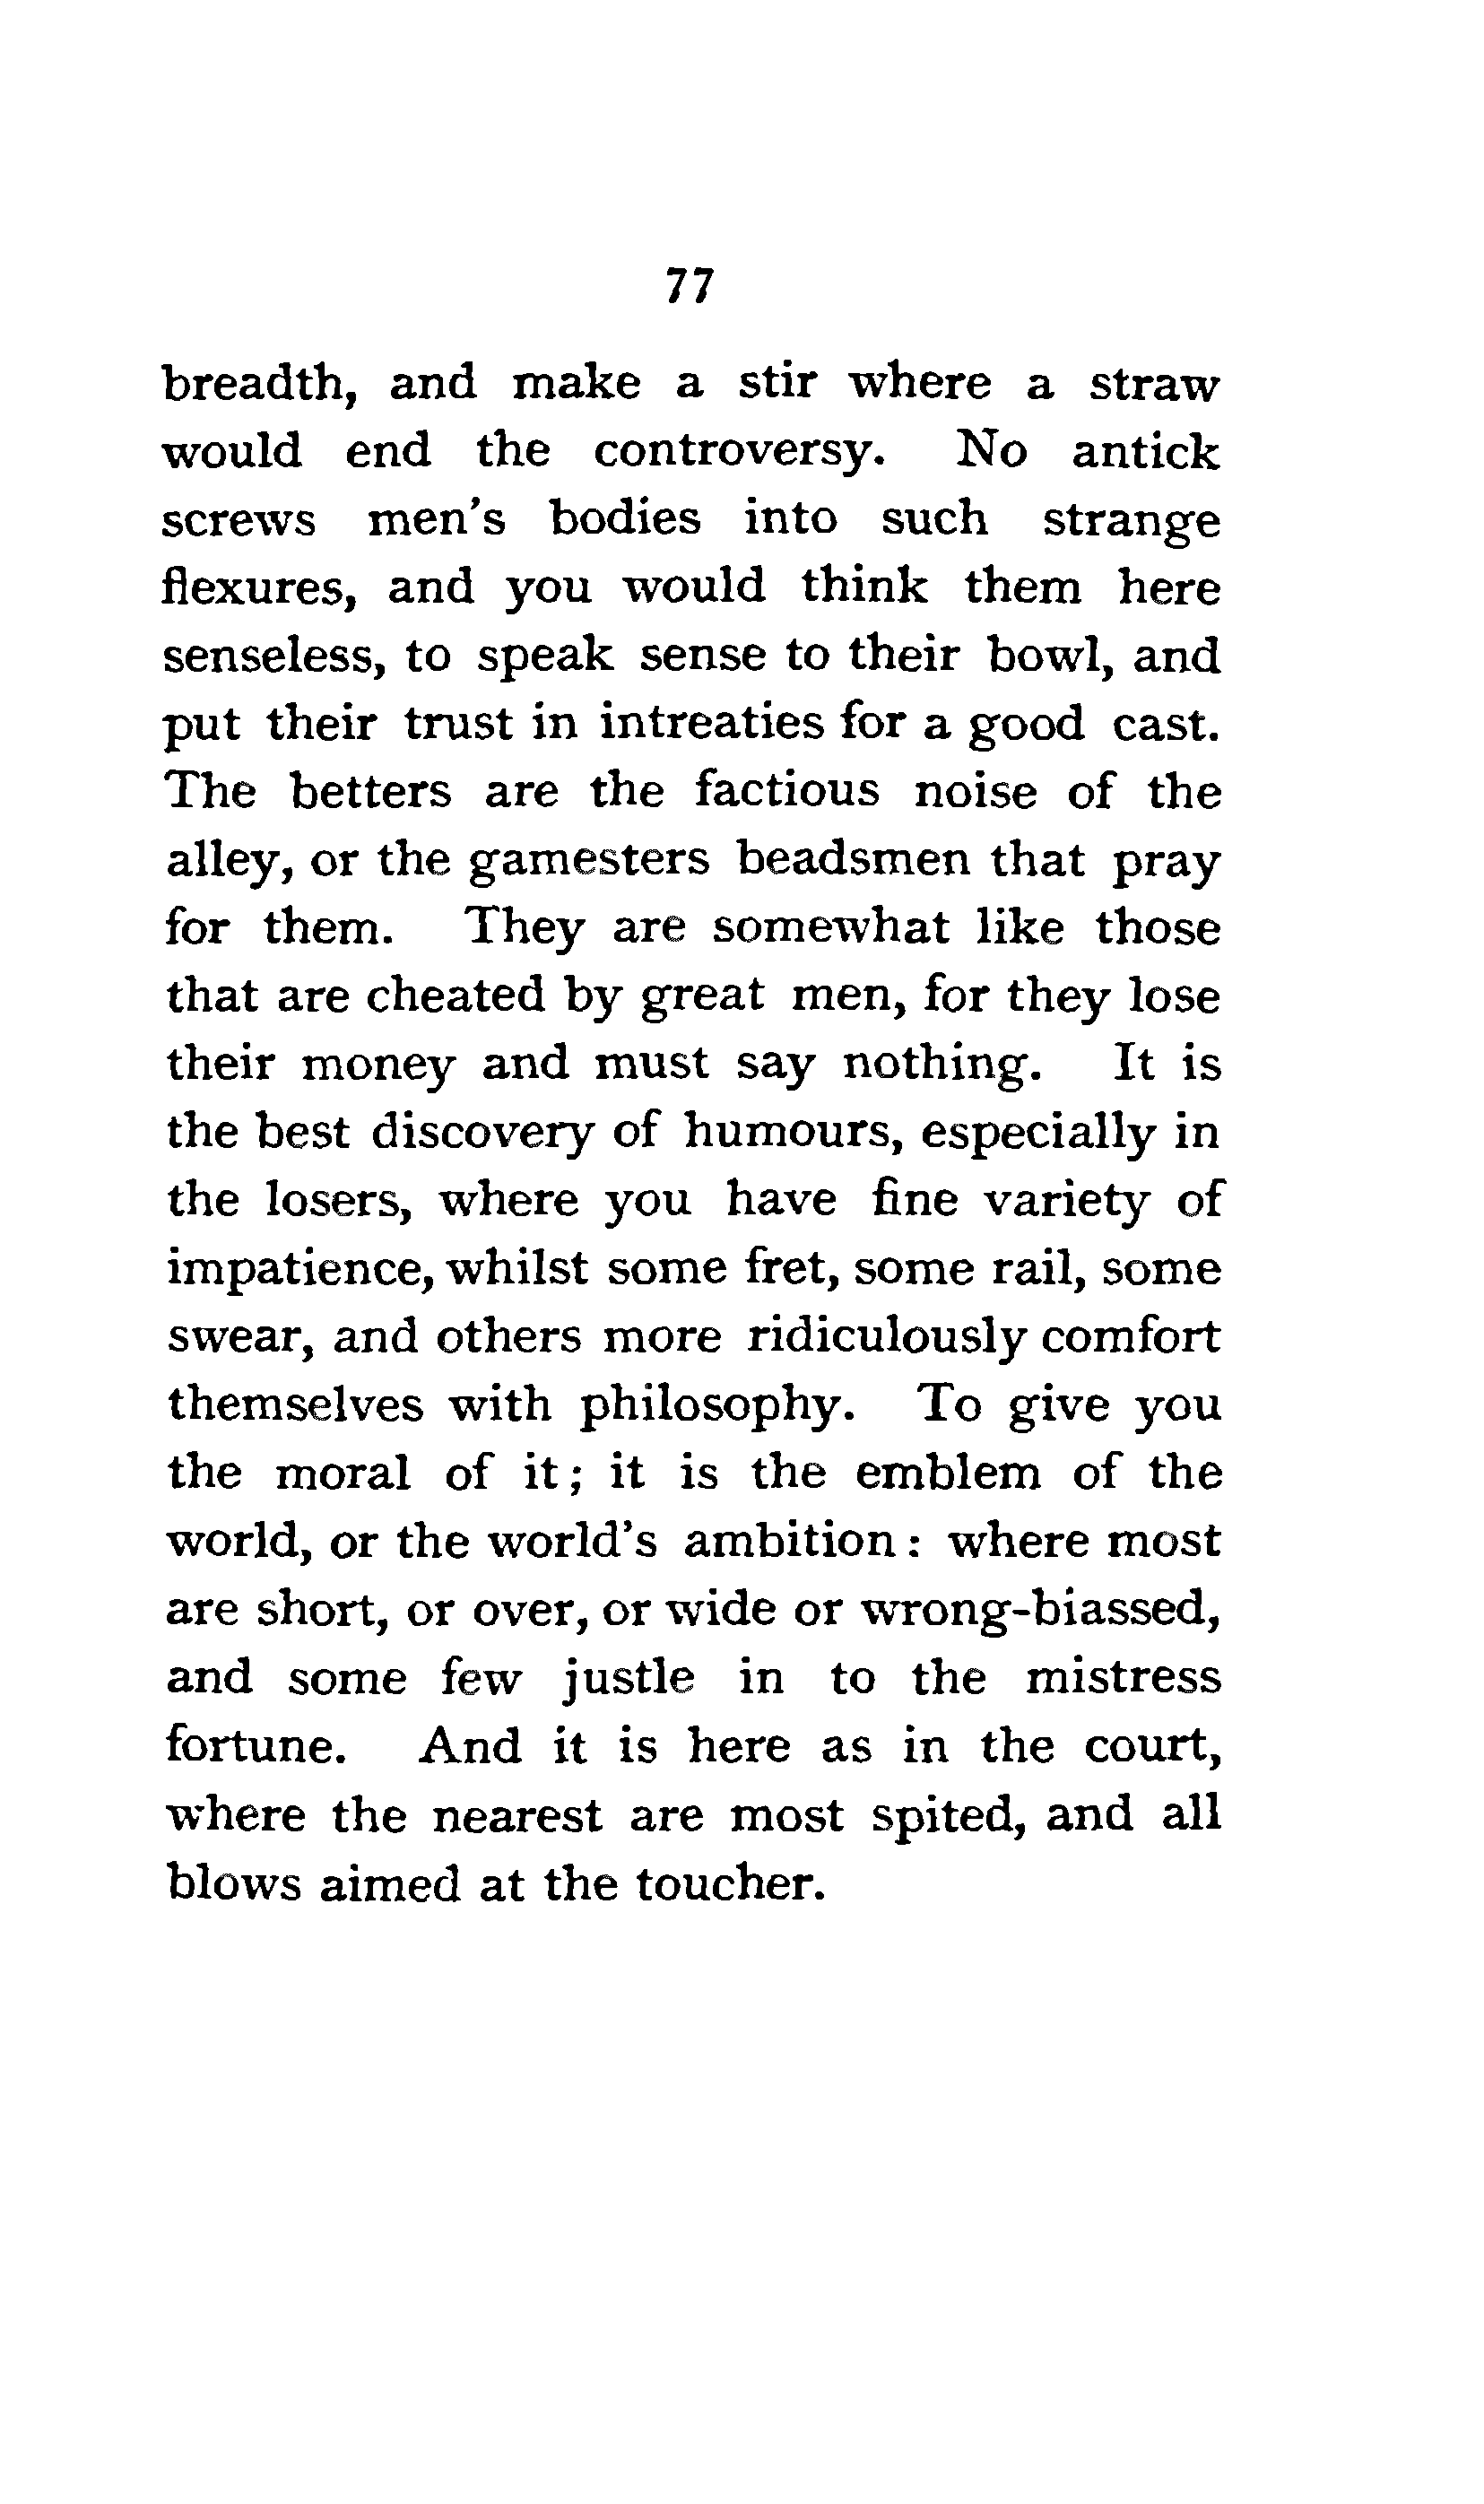 77
breadth, and make a stir where a straw
would end the controversy. No antick
screws men's bodies into such strange
flexures, and you would think them here
senseless, to speak sense to their bowl, and
put their trust in intreaties for a good cast.
The betters are the factious noise of the
alley, or the gamesters beadsmen that pray
for them. They are somewhat like those
that are cheated by great men, for they lose
their money and must say nothing. It is
the best discovery of humours, especially in
the losers, where you have fine variety of
impatience, whilst some fret, some rail, some
swear, and others more ridiculously comfort
themselves with philosophy. To give you
the moral of it; it is the emblem of the
world, or the world's ambition: where most
are short, or over, or wide or wrong-biassed,
and some few justle in to the mistress
fortune. And it is here as in the court,
where the nearest are most spited, and all
blows aimed at the toucher.